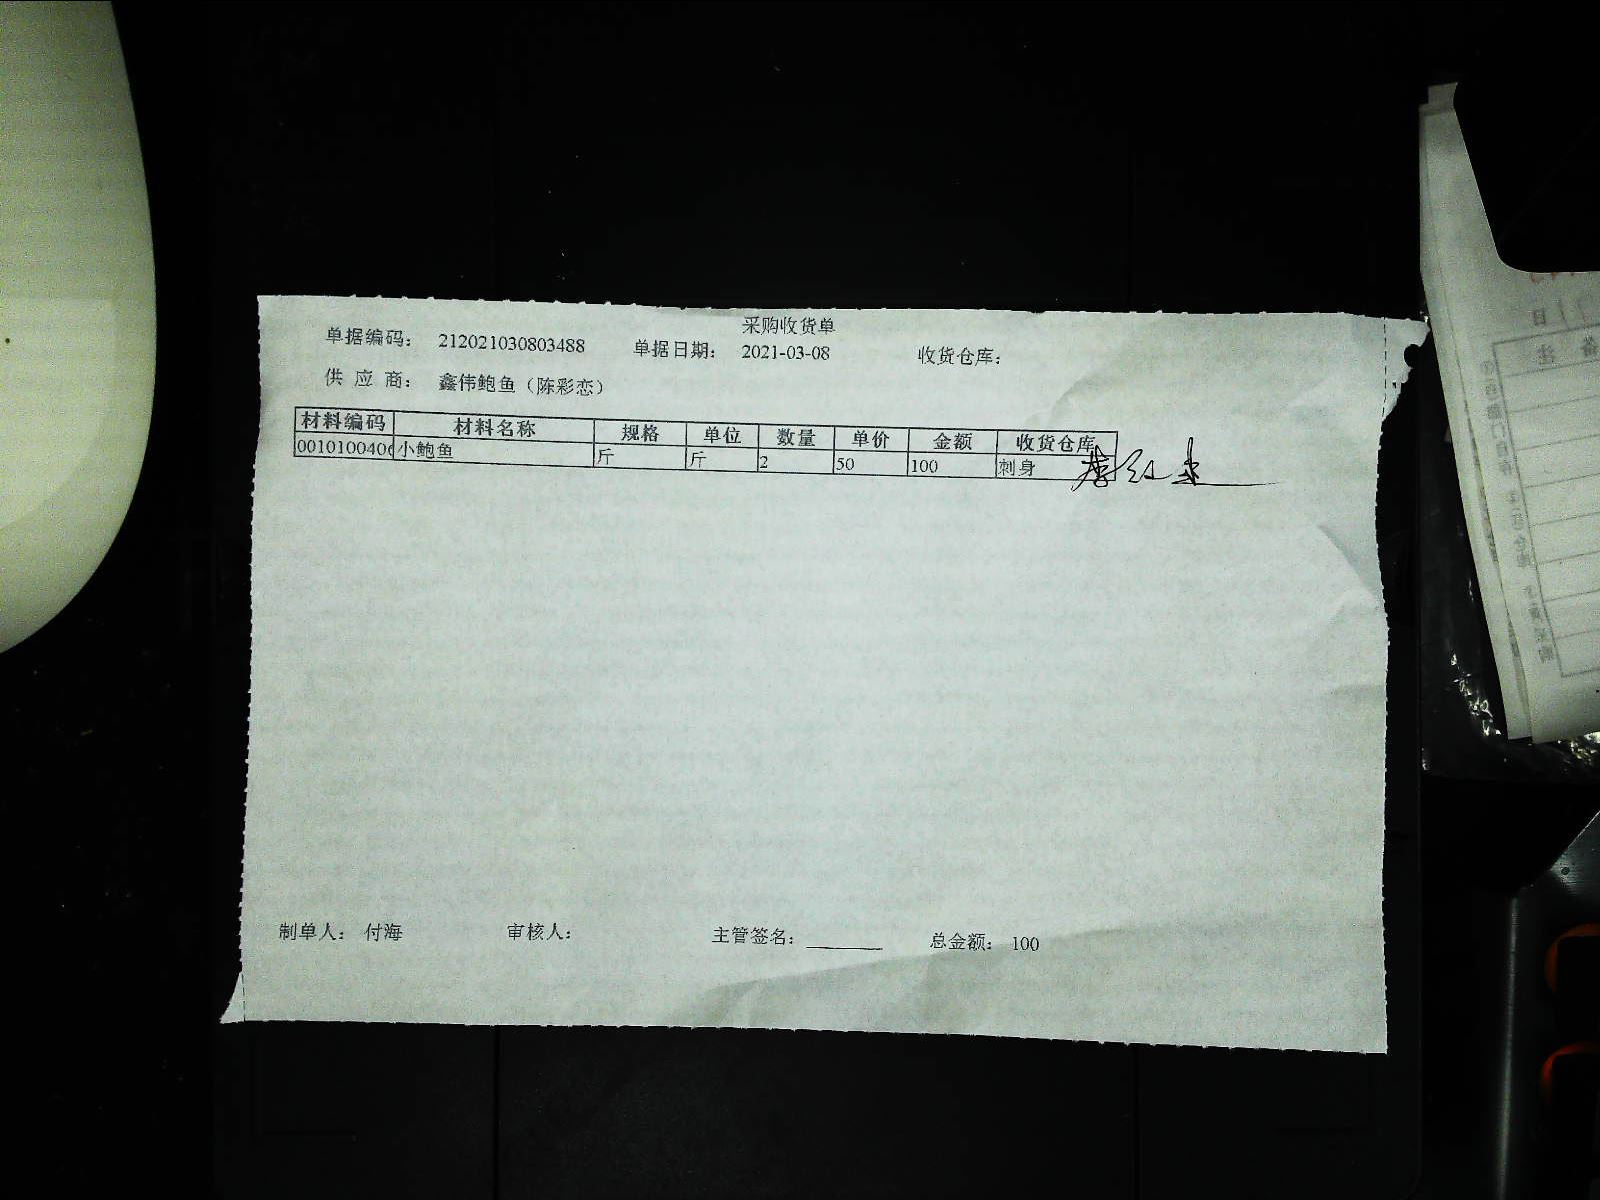 采购收货单
单据编码： 212021030803488 单据日期： 2021-03-08 收货仓库：
供 应 商： 鑫伟鲍鱼（陈彩恋）
材料编码 材料名称 规格 单位 数量 单价 金额 收货仓库
0010100406 小鲍鱼 斤 斤 2 50 100 刺身
制单人： 付海 审核人： 主管签名： ________ 总金额： 100